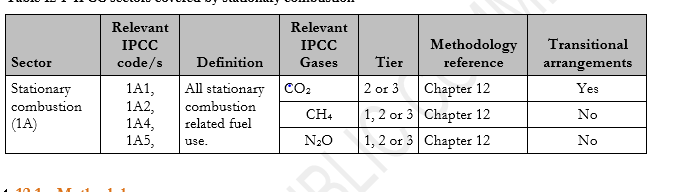 Sector Relevant IPCC code/s Definition Relevant IPCC Gases Tier Methodology reference Transitional arrangements
Stationary combustion (1A) 1A1, 1A2, 1A4, 1A5, All stationary combustion related fuel use. CO₂ 2 or 3 Chapter 12 Yes
CH₄ 1, 2 or 3 Chapter 12 No
N₂O 1, 2 or 3 Chapter 12 No